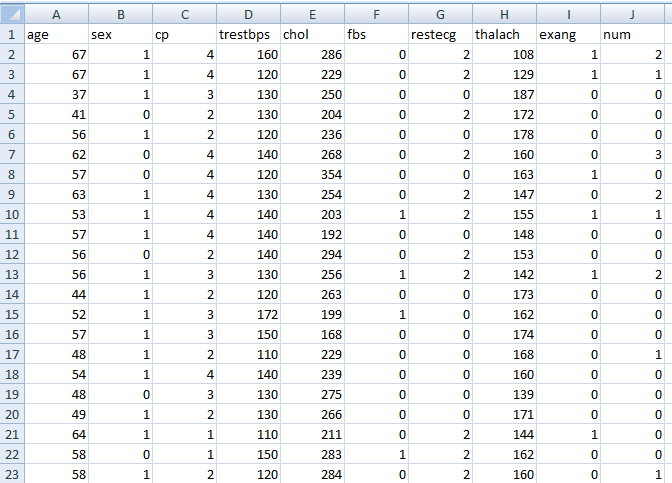 A B C D E F G H I J
1 age sex cp trestbps chol fbs restecg thalach exang num
2 67 1 4 160 286 0 2 108 1 2
3 67 1 4 120 229 0 2 129 1 1
4 37 1 3 130 250 0 0 187 0 0
5 41 0 2 130 204 0 2 172 0 0
6 56 1 2 120 236 0 0 178 0 0
7 62 0 4 140 268 0 2 160 0 3
8 57 0 4 120 354 0 0 163 1 0
9 63 1 4 130 254 0 2 147 0 2
10 53 1 4 140 203 1 2 155 1 1
11 57 1 4 140 192 0 0 148 0 0
12 56 0 2 140 294 0 2 153 0 0
13 56 1 3 130 256 1 2 142 1 2
14 44 1 2 120 263 0 0 173 0 0
15 52 1 3 172 199 1 0 162 0 0
16 57 1 3 150 168 0 0 174 0 0
17 48 1 2 110 229 0 0 168 0 1
18 54 1 4 140 239 0 0 160 0 0
19 48 0 3 130 275 0 0 139 0 0
20 49 1 2 130 266 0 0 171 0 0
21 64 1 1 110 211 0 2 144 1 0
22 58 0 1 150 283 1 2 162 0 0
23 58 1 2 120 284 0 2 160 0 1